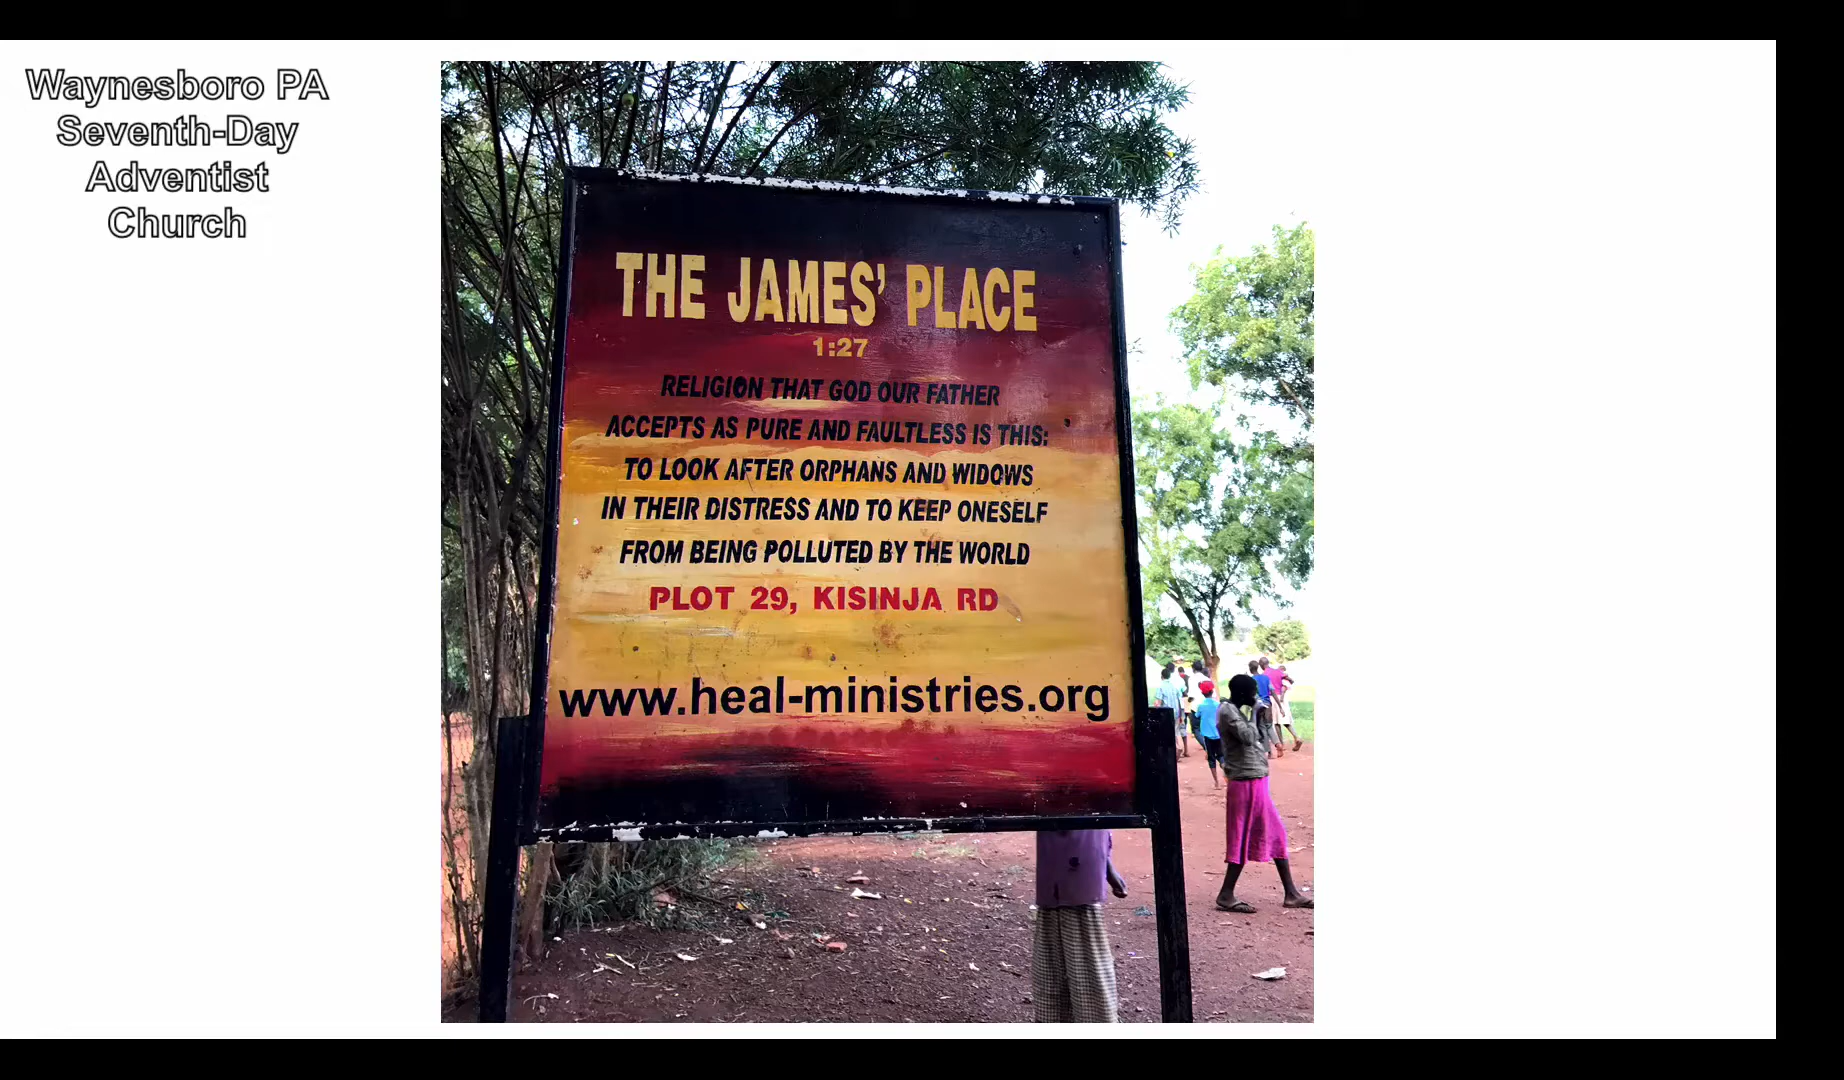 Waynesboro PA
Seventh-Day
Adventist
Church
THE JAMES' PLACE
1:27
RELIGION THAT GOD OUR FATHER
ACCEPTS AS PURE AND FAULTLESS IS THIS:
TO LOOK AFTER ORPHANS AND WIDOWS
IN THEIR DISTRESS AND TO KEEP ONESELF
FROM BEING POLLUTED BY THE WORLD
PLOT 29, KISINJA RD
www.heal-ministries.org